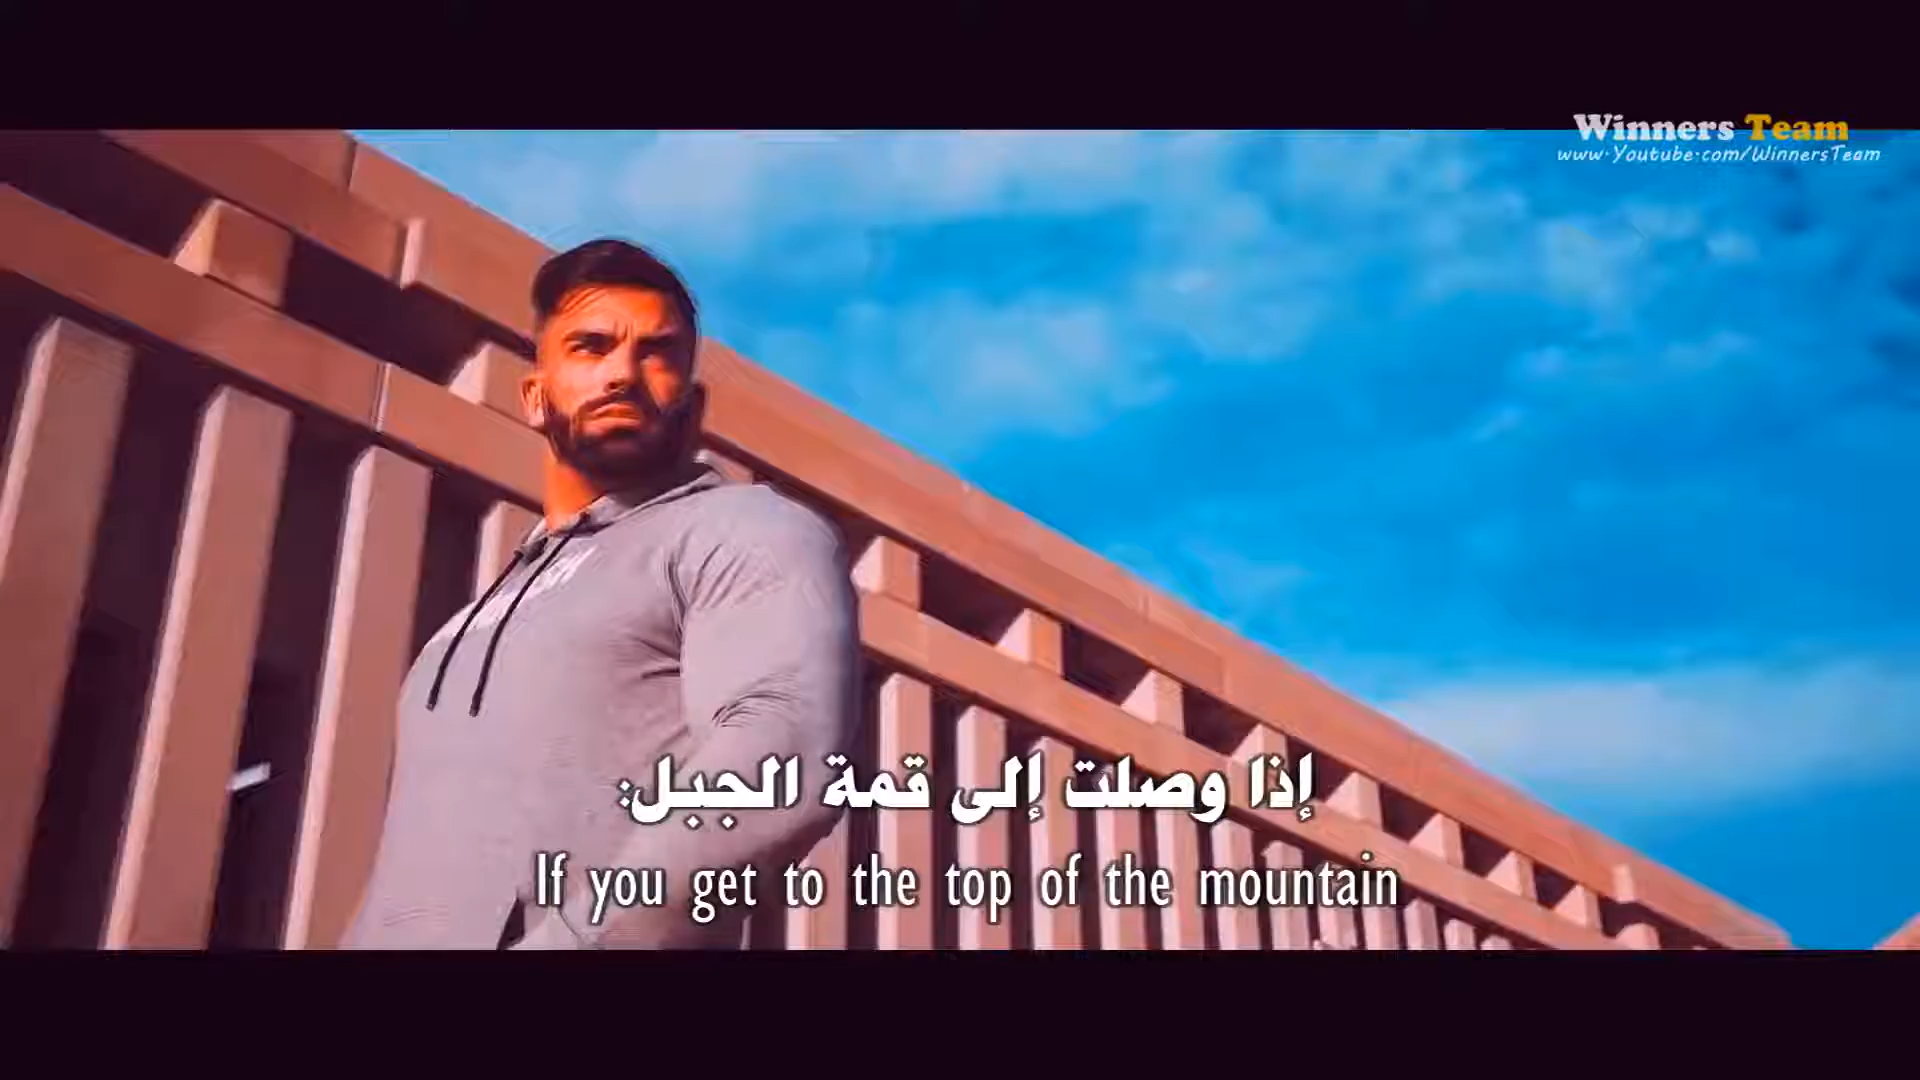 Winners Team
www.Youtube.com/WinnersTeam
إذا وصلت إلى قمة الجبل:
If you get to the top of the mountain